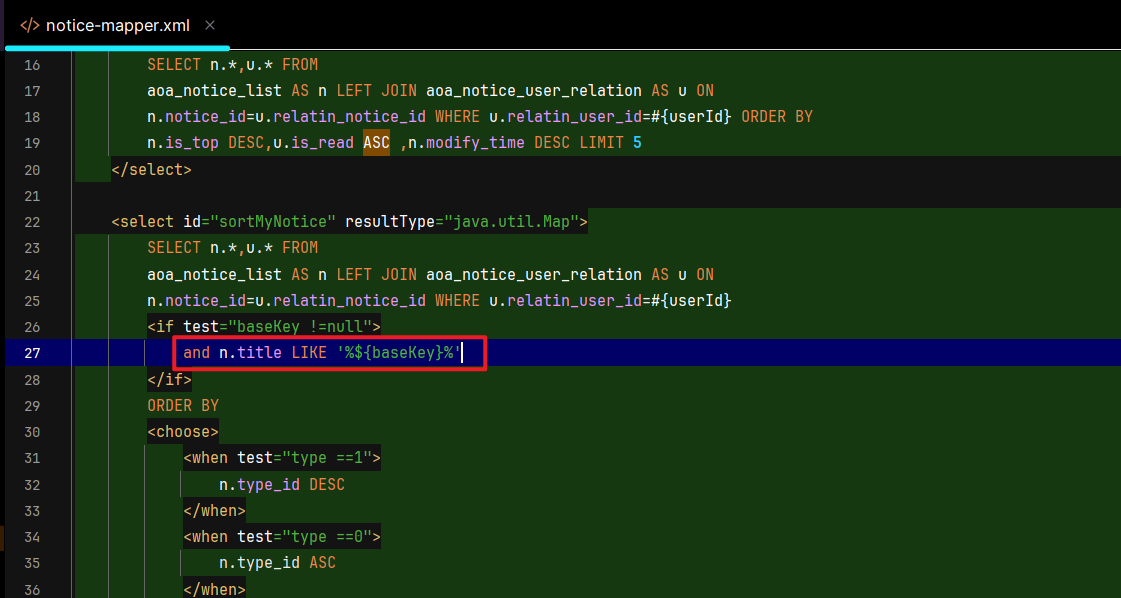 </> notice-mapper.xml ×
16 SELECT n.*,u.* FROM
17 aoa_notice_list AS n LEFT JOIN aoa_notice_user_relation AS u ON
18 n.notice_id=u.relatin_notice_id WHERE u.relatin_user_id=#{userId} ORDER BY
19 n.is_top DESC,u.is_read ASC ,n.modify_time DESC LIMIT 5
20 </select>
21
22 <select id="sortMyNotice" resultType="java.util.Map">
23 SELECT n.*,u.* FROM
24 aoa_notice_list AS n LEFT JOIN aoa_notice_user_relation AS u ON
25 n.notice_id=u.relatin_notice_id WHERE u.relatin_user_id=#{userId}
26 <if test="baseKey !=null">
27 and n.title LIKE '%${baseKey}%'
28 </if>
29 ORDER BY
30 <choose>
31 <when test="type ==1">
32 n.type_id DESC
33 </when>
34 <when test="type ==0">
35 n.type_id ASC
36 </when>